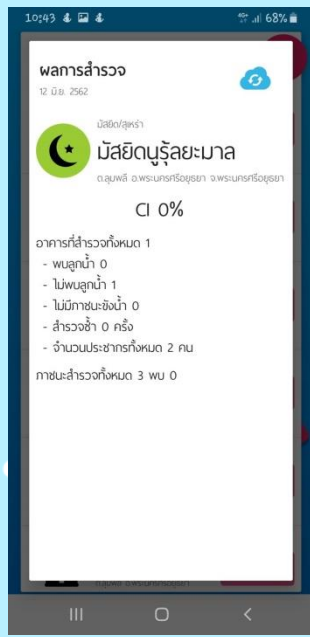 10:43
68%
ผลการสำรวจ
12 มิ.ย. 2562
มัสยิด/สุเหร่า
มัสยิดนูรุ้ลยะมาล
ต.ลุมพลี อ.พระนครศรีอยุธยา จ.พระนครศรีอยุธยา
CI 0%
อาคารที่สำรวจทั้งหมด 1
- พบลูกน้ำ 0
- ไม่พบลูกน้ำ 1
- ไม่มีภาชนะขังน้ำ 0
- สำรวจซ้ำ 0 ครั้ง
- จำนวนประชากรทั้งหมด 2 คน
ภาชนะสำรวจทั้งหมด 3 พบ 0